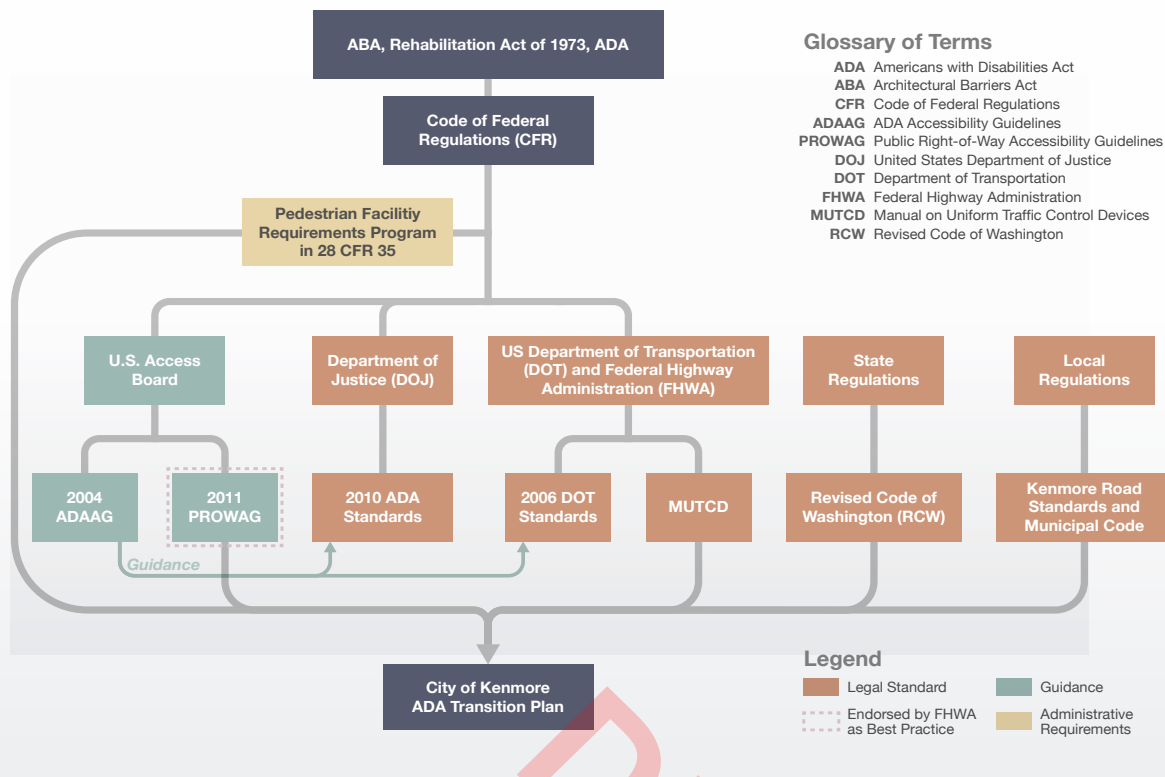 ABA, Rehabilitation Act of 1973, ADA
Code of Federal
Regulations (CFR)
Pedestrian Facilitiy
Requirements Program
in 28 CFR 35
Glossary of Terms
ADA Americans with Disabilities Act
ABA Architectural Barriers Act
CFR Code of Federal Regulations
ADAAG ADA Accessibility Guidelines
PROWAG Public Right-of-Way Accessibility Guidelines
DOJ United States Department of Justice
DOT Department of Transportation
FHWA Federal Highway Administration
MUTCD Manual on Uniform Traffic Control Devices
RCW Revised Code of Washington
U.S. Access
Board
Department of
Justice (DOJ)
US Department of Transportation
(DOT) and Federal Highway
Administration (FHWA)
State
Regulations
Local
Regulations
2004
ADAAG
2011
PROWAG
2010 ADA
Standards
2006 DOT
Standards
MUTCD
Revised Code of
Washington (RCW)
Kenmore Road
Standards and
Municipal Code
Guidance
City of Kenmore
ADA Transition Plan
Legend
Legal Standard
Guidance
Endorsed by FHWA
as Best Practice
Administrative
Requirements